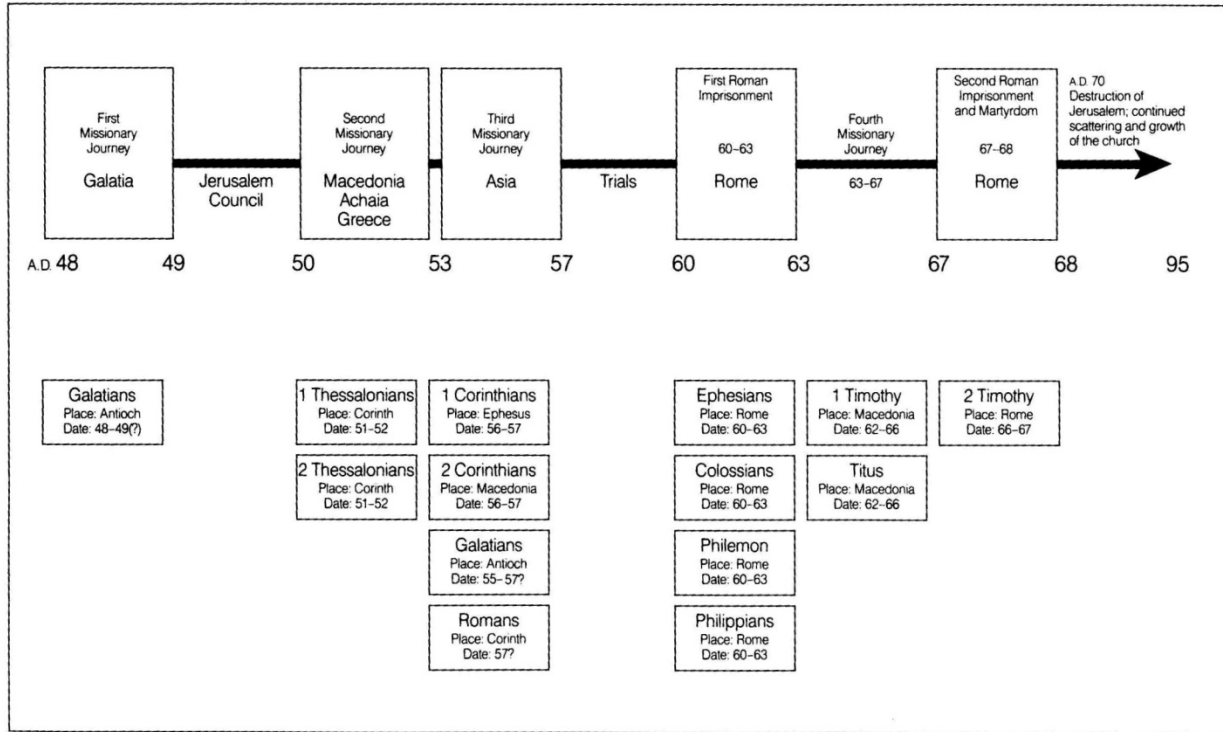 First
Missionary
Journey
Galatia
Jerusalem
Council
Second
Missionary
Journey
Macedonia
Achaia
Greece
Third
Missionary
Journey
Asia
Trials
First Roman
Imprisonment
60–63
Rome
Fourth
Missionary
Journey
63–67
Second Roman
Imprisonment
and Martyrdom
67–68
Rome
A.D. 70
Destruction of
Jerusalem; continued
scattering and growth
of the church
A.D. 48 49 50 53 57 60 63 67 68 95
Galatians
Place: Antioch
Date: 48–49(?)
1 Thessalonians
Place: Corinth
Date: 51–52
2 Thessalonians
Place: Corinth
Date: 51–52
1 Corinthians
Place: Ephesus
Date: 56–57
2 Corinthians
Place: Macedonia
Date: 56–57
Galatians
Place: Antioch
Date: 55–57?
Romans
Place: Corinth
Date: 57?
Ephesians
Place: Rome
Date: 60–63
Colossians
Place: Rome
Date: 60–63
Philemon
Place: Rome
Date: 60–63
Philippians
Place: Rome
Date: 60–63
1 Timothy
Place: Macedonia
Date: 62–66
Titus
Place: Macedonia
Date: 62–66
2 Timothy
Place: Rome
Date: 66–67